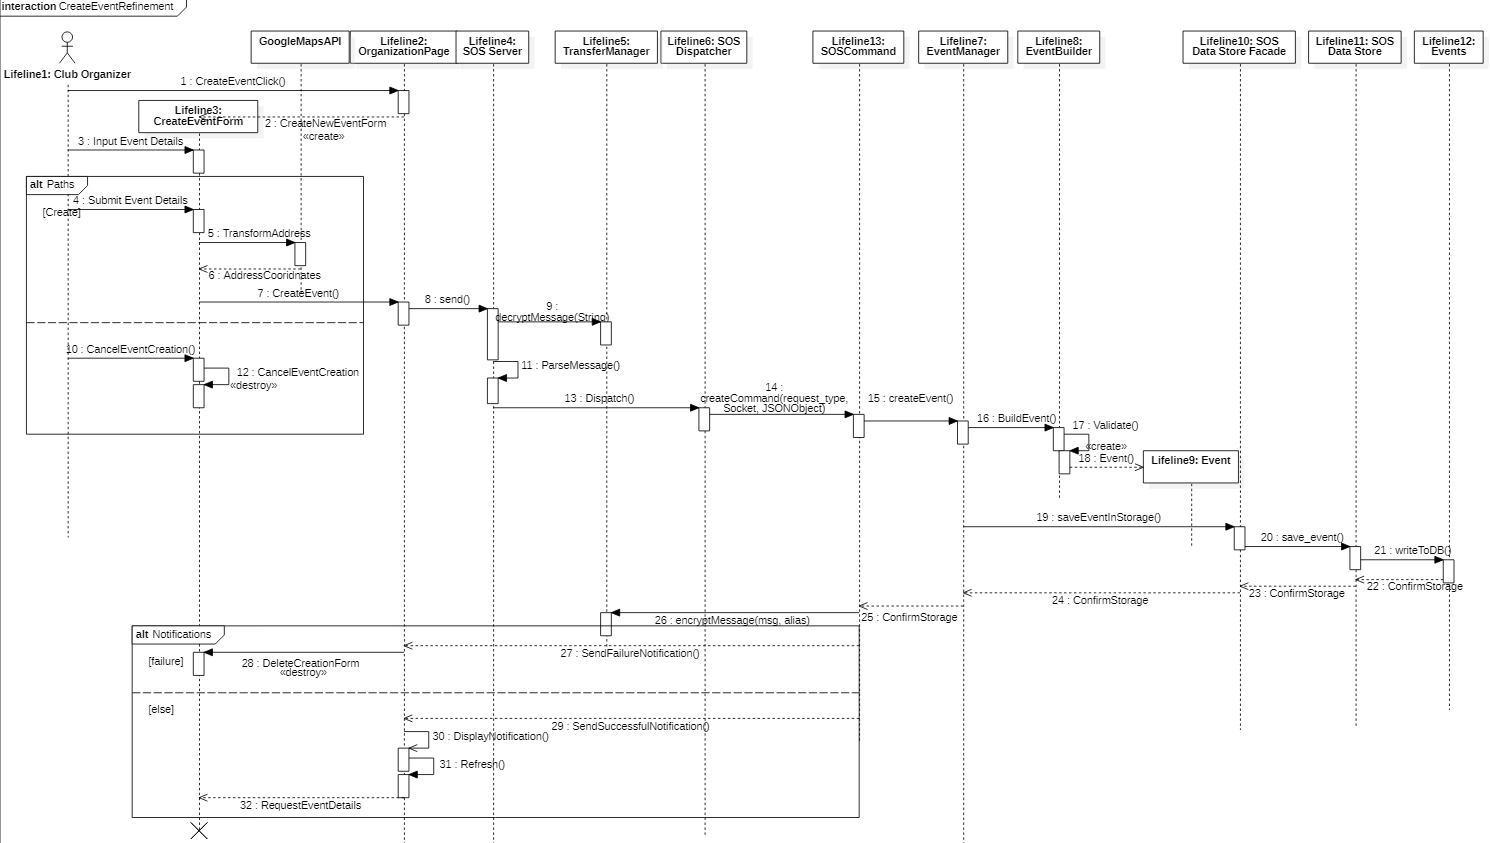 interaction CreateEventRefinement
Lifeline1: Club Organizer
GoogleMapsAPI
Lifeline2:
OrganizationPage
Lifeline4:
SOS Server
Lifeline5:
TransferManager
Lifeline6: SOS
Dispatcher
Lifeline13:
SOSCommand
Lifeline7:
EventManager
Lifeline8:
EventBuilder
Lifeline10: SOS
Data Store Facade
Lifeline11: SOS
Data Store
Lifeline12:
Events
1 : CreateEventClick()
Lifeline3:
CreateEventForm
2 : CreateNewEventForm
«create»
3 : Input Event Details
alt Paths
4 : Submit Event Details
[Create]
5 : TransformAddress
6 : AddressCooridnates
7 : CreateEvent()
8 : send()
9 :
decryptMessage(String)
10 : CancelEventCreation()
12 : CancelEventCreation
«destroy»
11 : ParseMessage()
13 : Dispatch()
14 :
createCommand(request_type,
Socket, JSONObject)
15 : createEvent()
16 : BuildEvent()
17 : Validate()
«create»
18 : Event()
Lifeline9: Event
19 : saveEventInStorage()
20 : save_event()
21 : writeToDB()
22 : ConfirmStorage
23 : ConfirmStorage
24 : ConfirmStorage
25 : ConfirmStorage
26 : encryptMessage(msg, alias)
alt Notifications
27 : SendFailureNotification()
[failure]
28 : DeleteCreationForm
«destroy»
[else]
29 : SendSuccessfulNotification()
30 : DisplayNotification()
31 : Refresh()
32 : RequestEventDetails